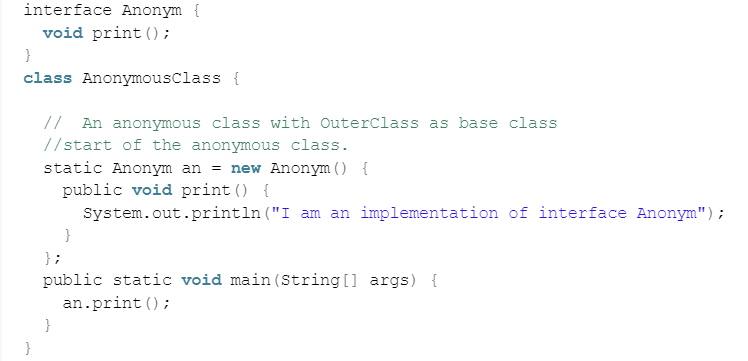 interface Anonym {
  void print();
}
class AnonymousClass {

  //  An anonymous class with OuterClass as base class
  //start of the anonymous class.
  static Anonym an = new Anonym() {
    public void print() {
      System.out.println("I am an implementation of interface Anonym");
    }
  };
  public static void main(String[] args) {
    an.print();
  }
}